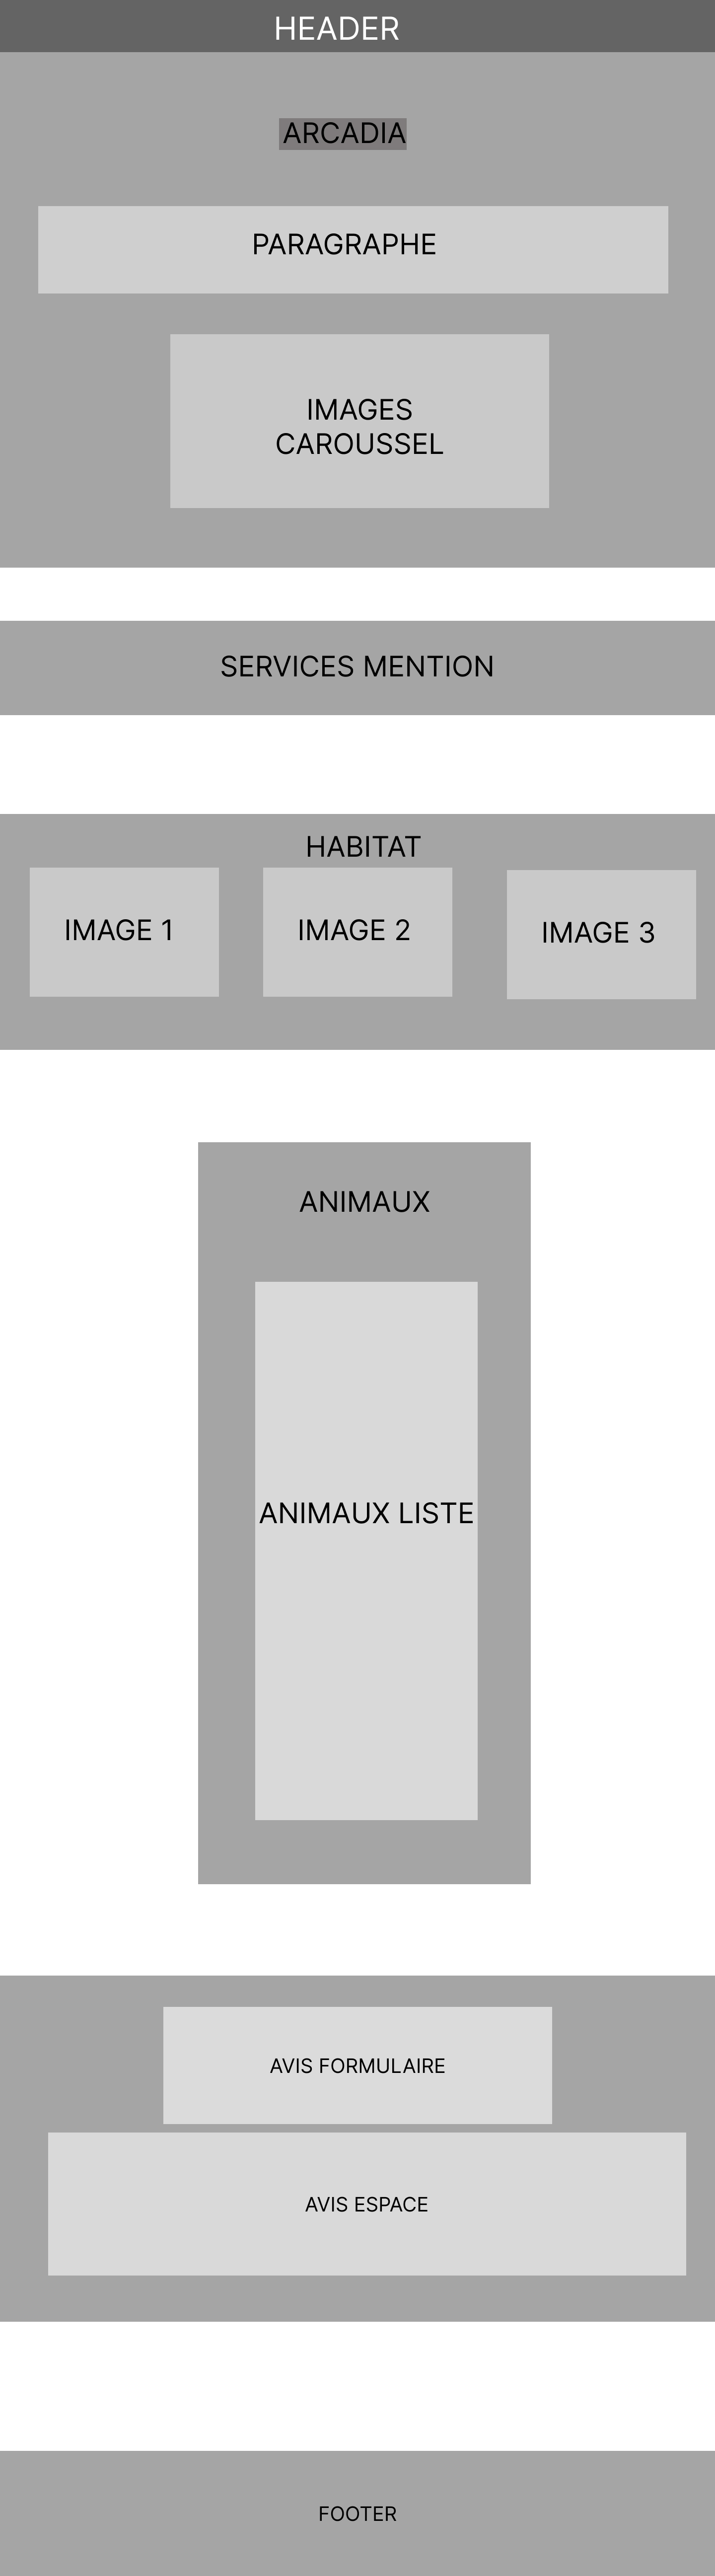 HEADER
ARCADIA
PARAGRAPHE
IMAGES
CAROUSSEL
SERVICES MENTION
HABITAT
IMAGE 1
IMAGE 2
IMAGE 3
ANIMAUX
ANIMAUX LISTE
AVIS FORMULAIRE
AVIS ESPACE
FOOTER